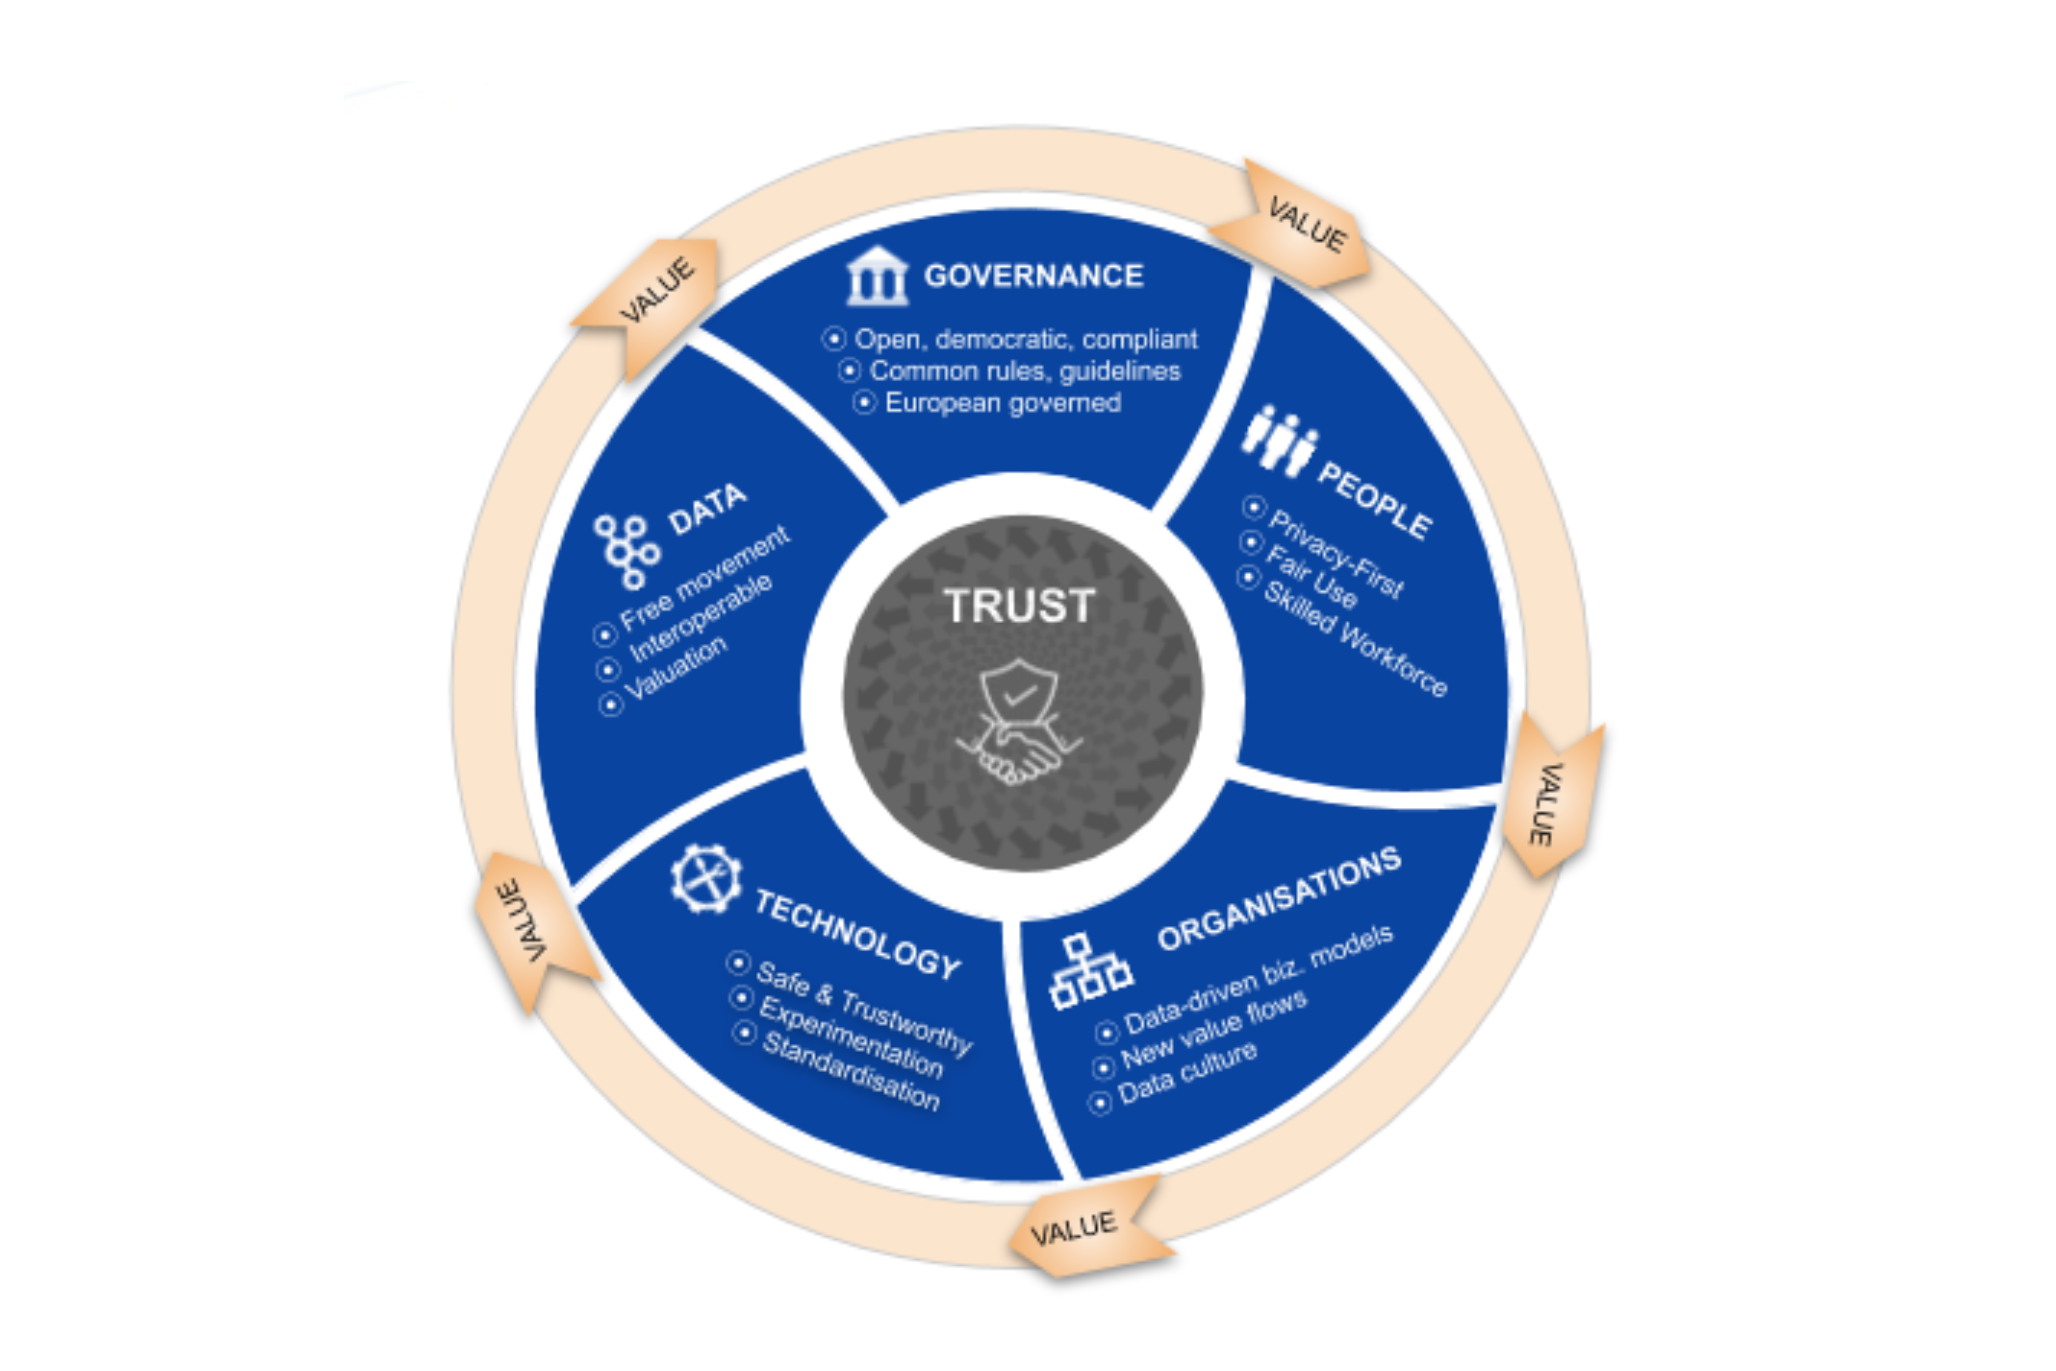 VALUE
GOVERNANCE
Open, democratic, compliant
Common rules, guidelines
European governed
VALUE
PEOPLE
Privacy-First
Fair Use
Skilled Workforce
VALUE
ORGANISATIONS
Data-driven biz. models
New value flows
Data culture
VALUE
TECHNOLOGY
Safe & Trustworthy
Experimentation
Standardisation
VALUE
DATA
Free movement
Interoperable
Valuation
TRUST